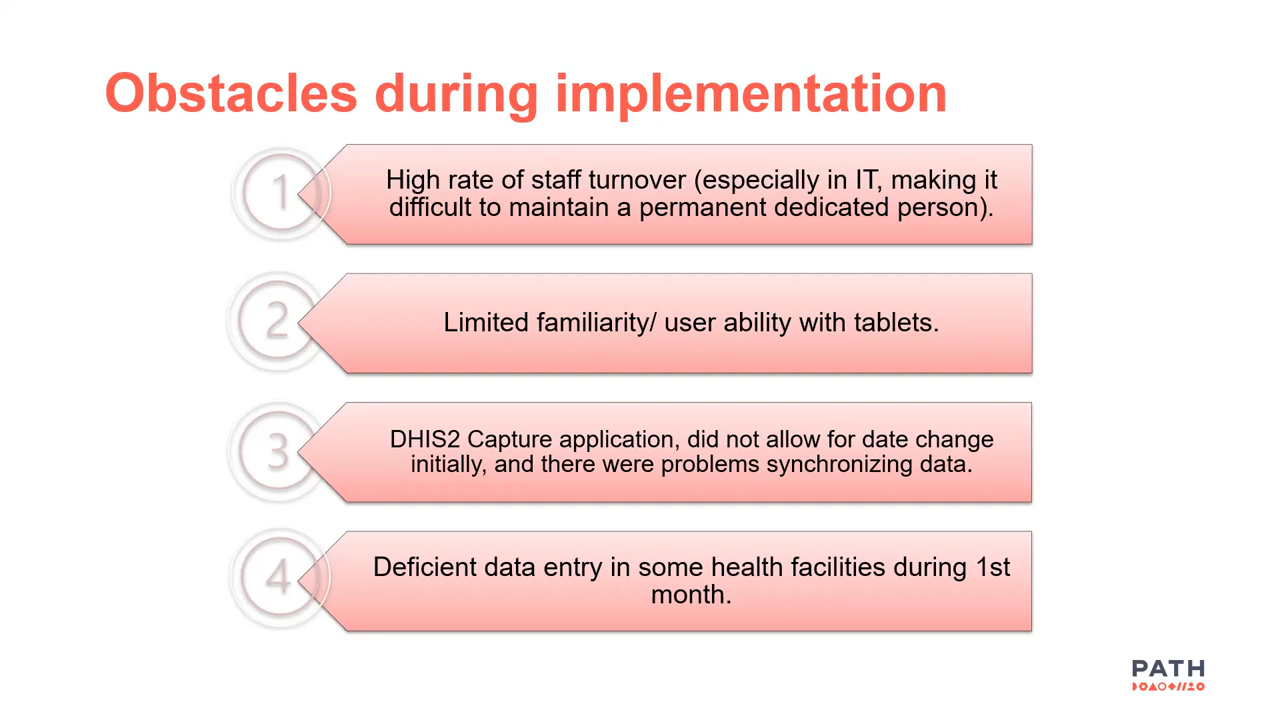 Obstacles during implementation
1
High rate of staff turnover (especially in IT, making it
difficult to maintain a permanent dedicated person).
2
Limited familiarity/ user ability with tablets.
3
DHIS2 Capture application, did not allow for date change
initially, and there were problems synchronizing data.
4
Deficient data entry in some health facilities during 1st
month.
PATH